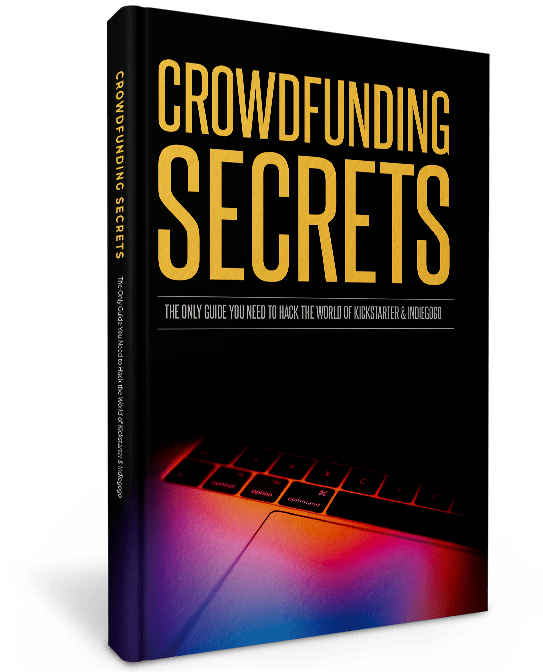 CROWDFUNDING
SECRETS
THE ONLY GUIDE YOU NEED TO HACK THE WORLD OF KICKSTARTER & INDIEGOGO
CROWDFUNDING SECRETS
The Only Guide You Need to Hack the World of Kickstarter & Indiegogo
Z X C V
control
option
⌘
command